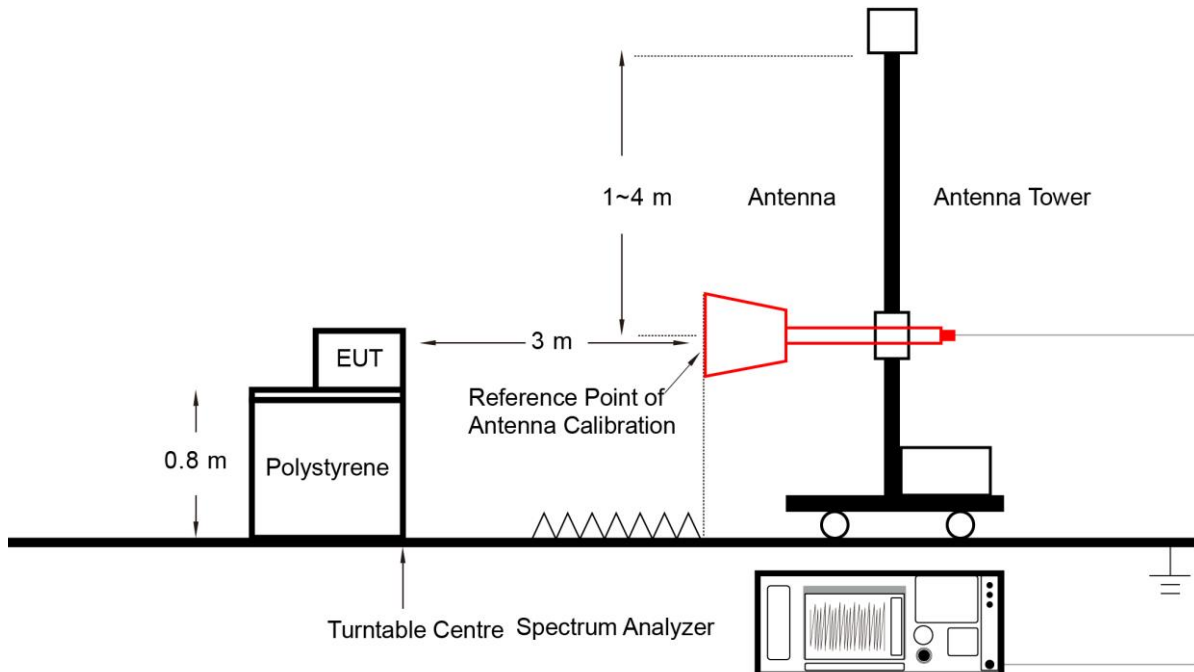 1~4 m
Antenna
Antenna Tower
EUT
3 m
Reference Point of
Antenna Calibration
0.8 m
Polystyrene
Turntable Centre
Spectrum Analyzer